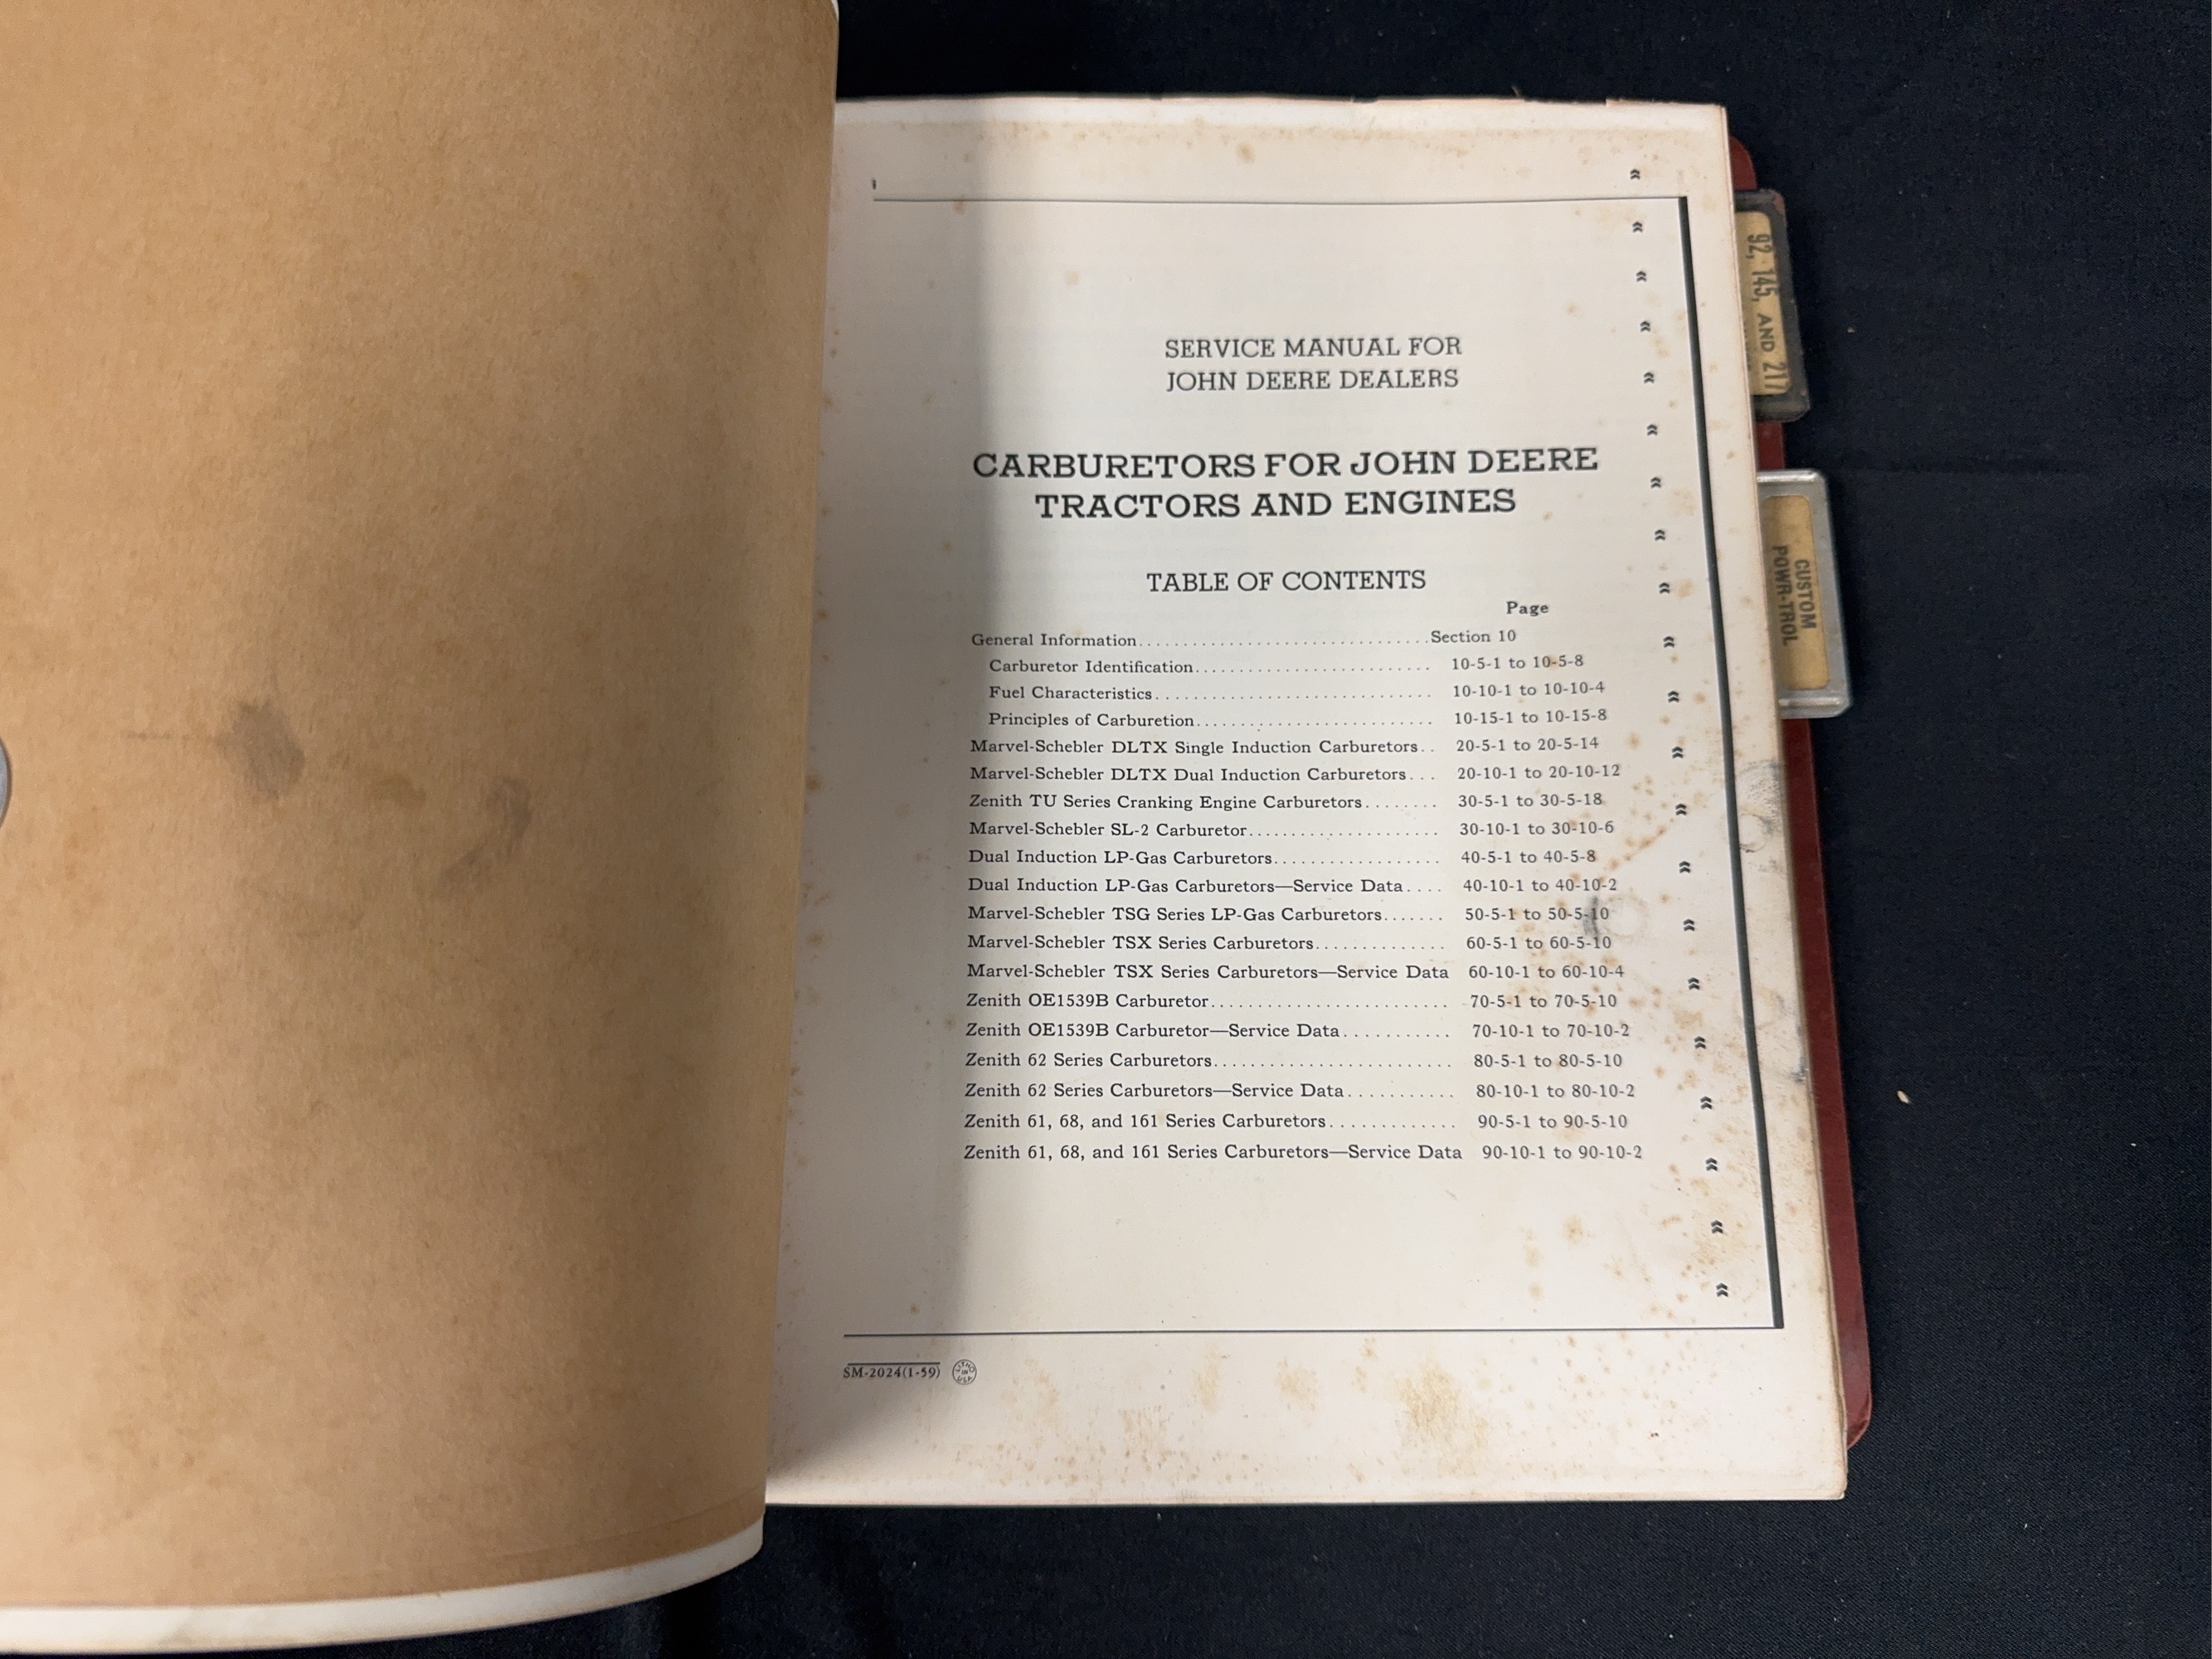 SERVICE MANUAL FOR
JOHN DEERE DEALERS
CARBURETORS FOR JOHN DEERE
TRACTORS AND ENGINES
TABLE OF CONTENTS
Page
General Information..............................Section 10
Carburetor Identification.......................... 10-5-1 to 10-5-8
Fuel Characteristics.............................. 10-10-1 to 10-10-4
Principles of Carburetion.......................... 10-15-1 to 10-15-8
Marvel-Schebler DLTX Single Induction Carburetors.. 20-5-1 to 20-5-14
Marvel-Schebler DLTX Dual Induction Carburetors... 20-10-1 to 20-10-12
Zenith TU Series Cranking Engine Carburetors........ 30-5-1 to 30-5-18
Marvel-Schebler SL-2 Carburetor..................... 30-10-1 to 30-10-6
Dual Induction LP-Gas Carburetors.................. 40-5-1 to 40-5-8
Dual Induction LP-Gas Carburetors—Service Data.... 40-10-1 to 40-10-2
Marvel-Schebler TSG Series LP-Gas Carburetors....... 50-5-1 to 50-5-10
Marvel-Schebler TSX Series Carburetors.............. 60-5-1 to 60-5-10
Marvel-Schebler TSX Series Carburetors—Service Data 60-10-1 to 60-10-4
Zenith OE1539B Carburetor.......................... 70-5-1 to 70-5-10
Zenith OE1539B Carburetor—Service Data............ 70-10-1 to 70-10-2
Zenith 62 Series Carburetors.......................... 80-5-1 to 80-5-10
Zenith 62 Series Carburetors—Service Data............ 80-10-1 to 80-10-2
Zenith 61, 68, and 161 Series Carburetors.............. 90-5-1 to 90-5-10
Zenith 61, 68, and 161 Series Carburetors—Service Data 90-10-1 to 90-10-2
SM-2024(1-59)
LITHO IN U.S.A.
92, 145, AND 217
CUSTOM
POWR-TROL